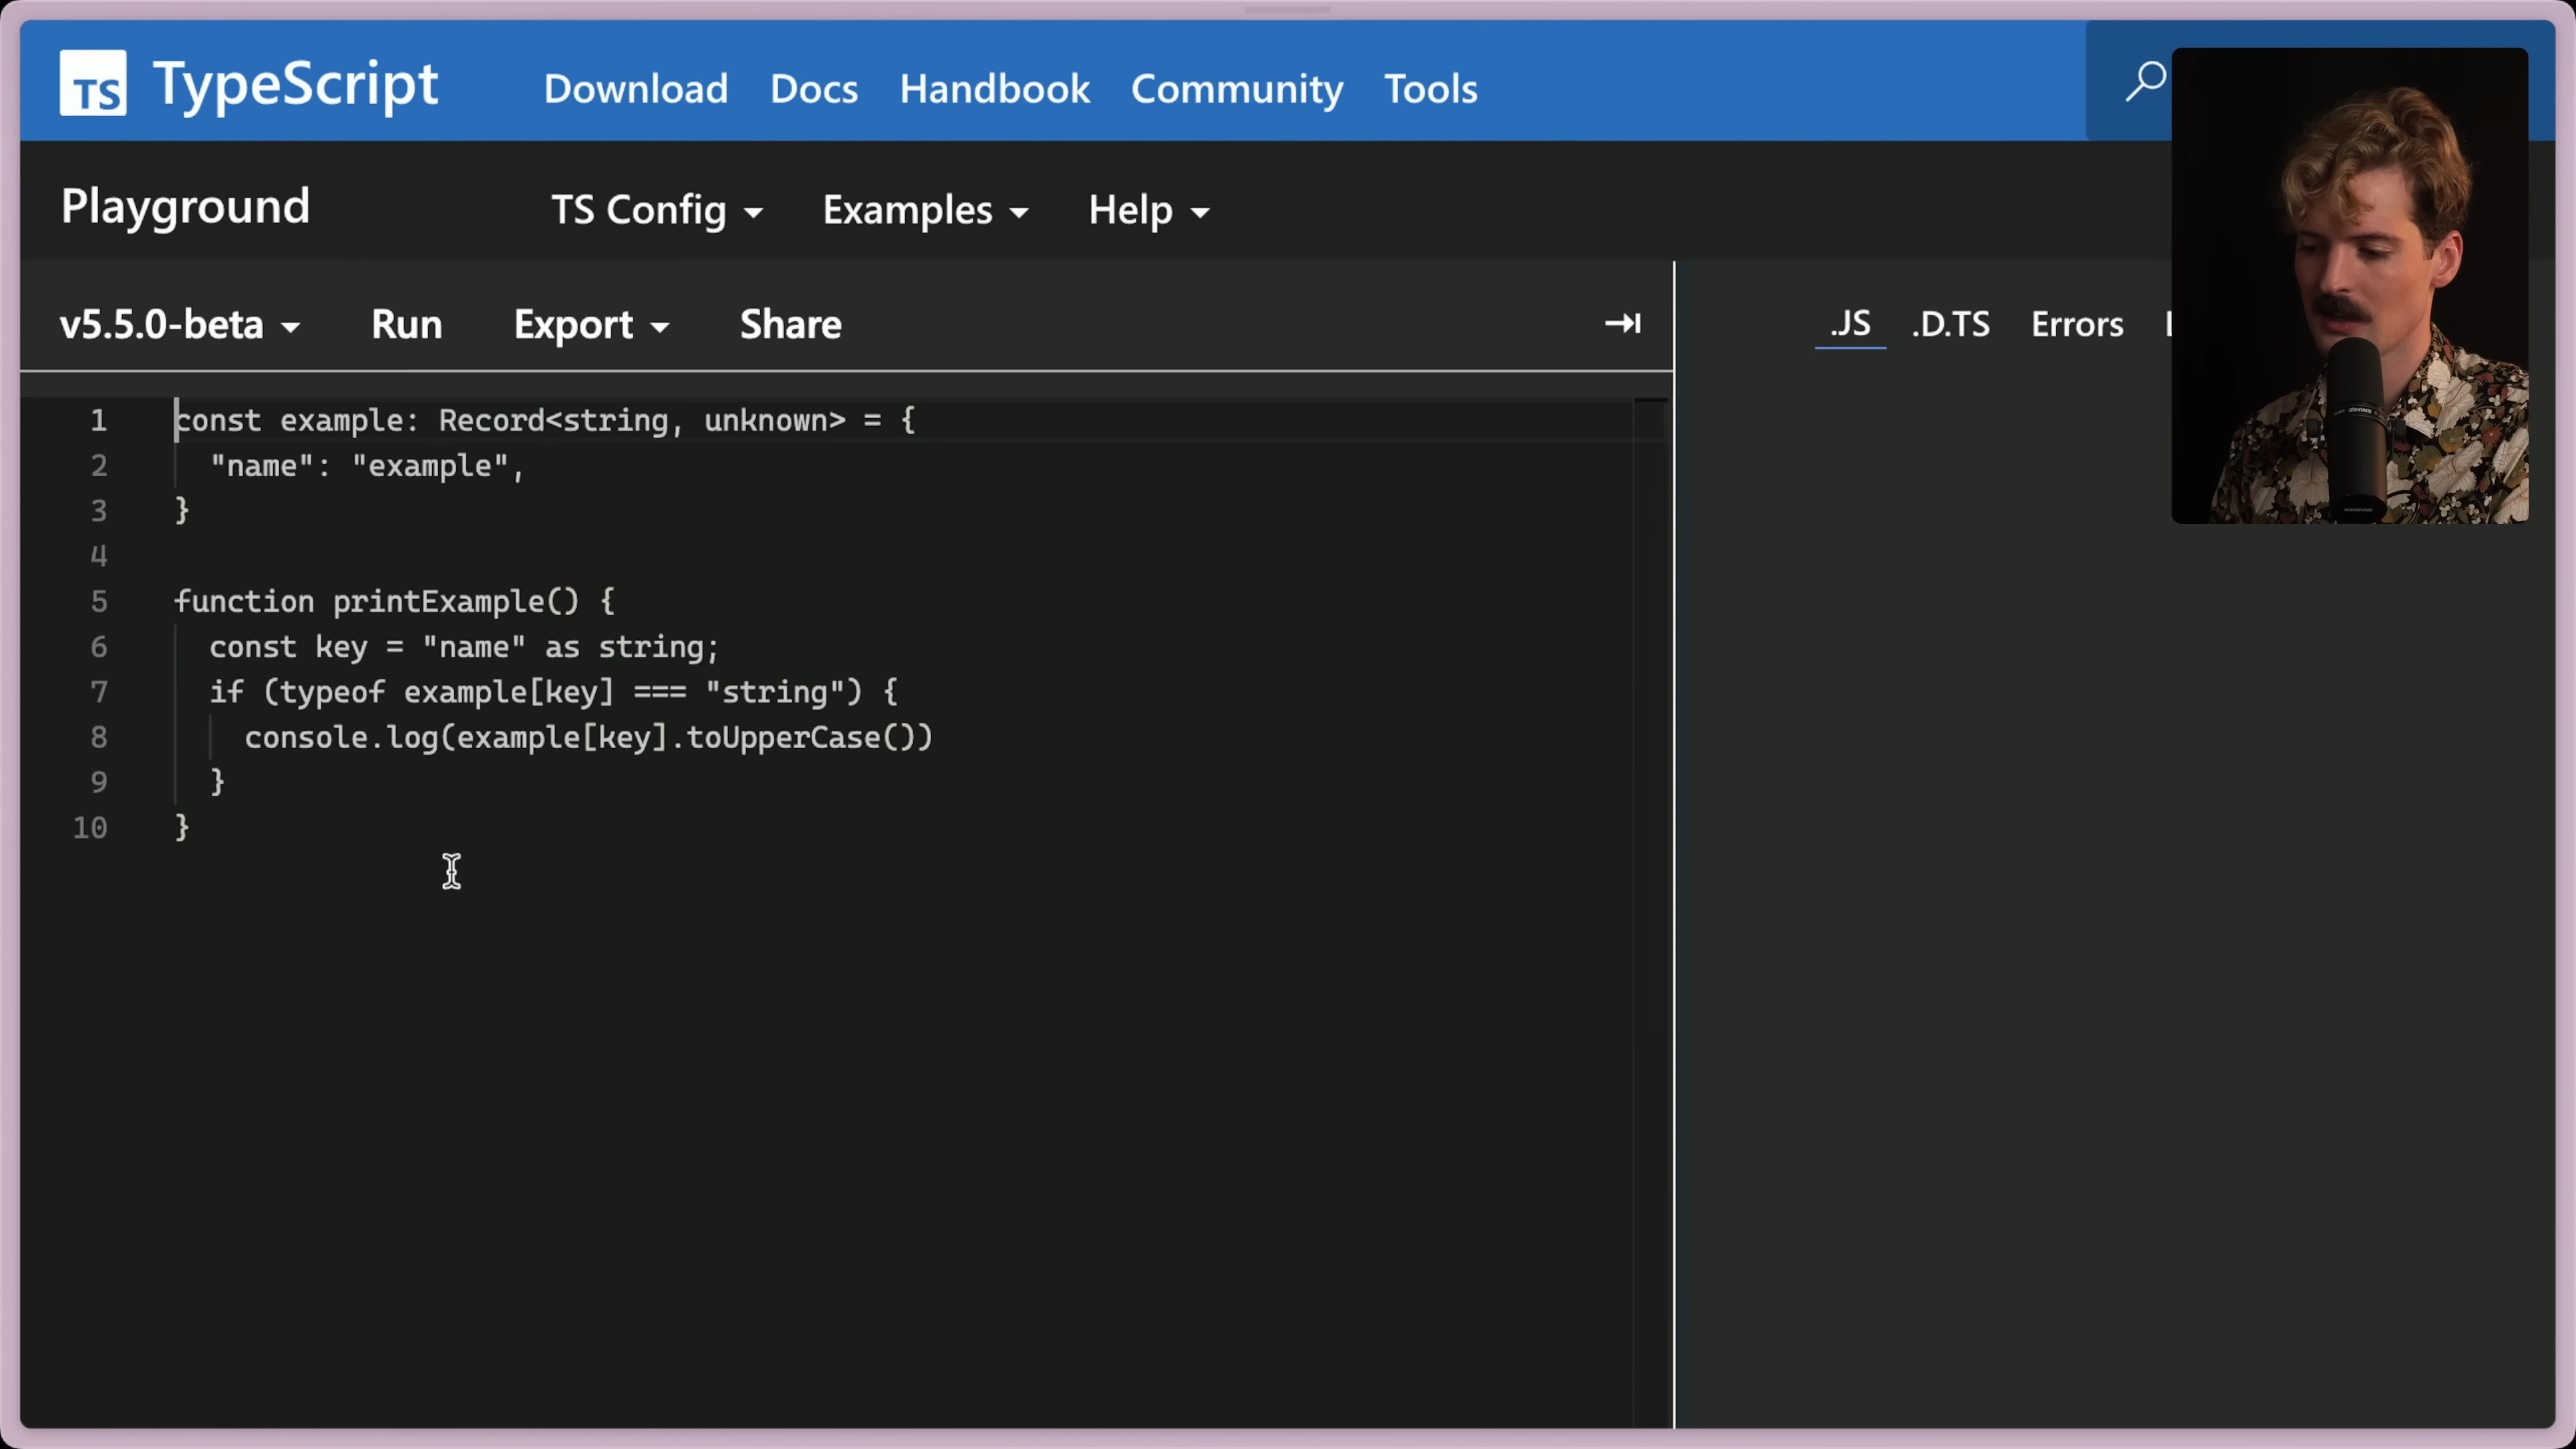 TS TypeScript Download Docs Handbook Community Tools
Playground TS Config Examples Help
v5.5.0-beta Run Export Share .JS .D.TS Errors
1 const example: Record<string, unknown> = {
2 "name": "example",
3 }
4
5 function printExample() {
6 const key = "name" as string;
7 if (typeof example[key] === "string") {
8 console.log(example[key].toUpperCase())
9 }
10 }